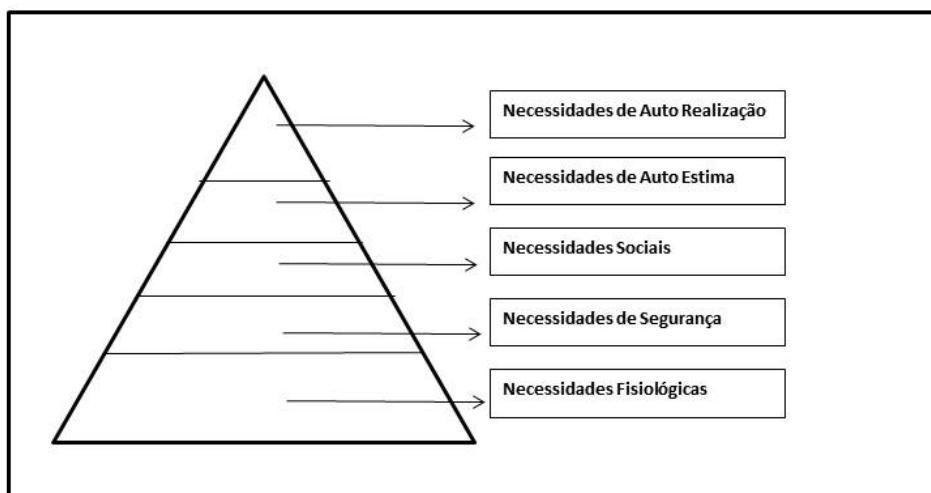 Necessidades de Auto Realização
Necessidades de Auto Estima
Necessidades Sociais
Necessidades de Segurança
Necessidades Fisiológicas